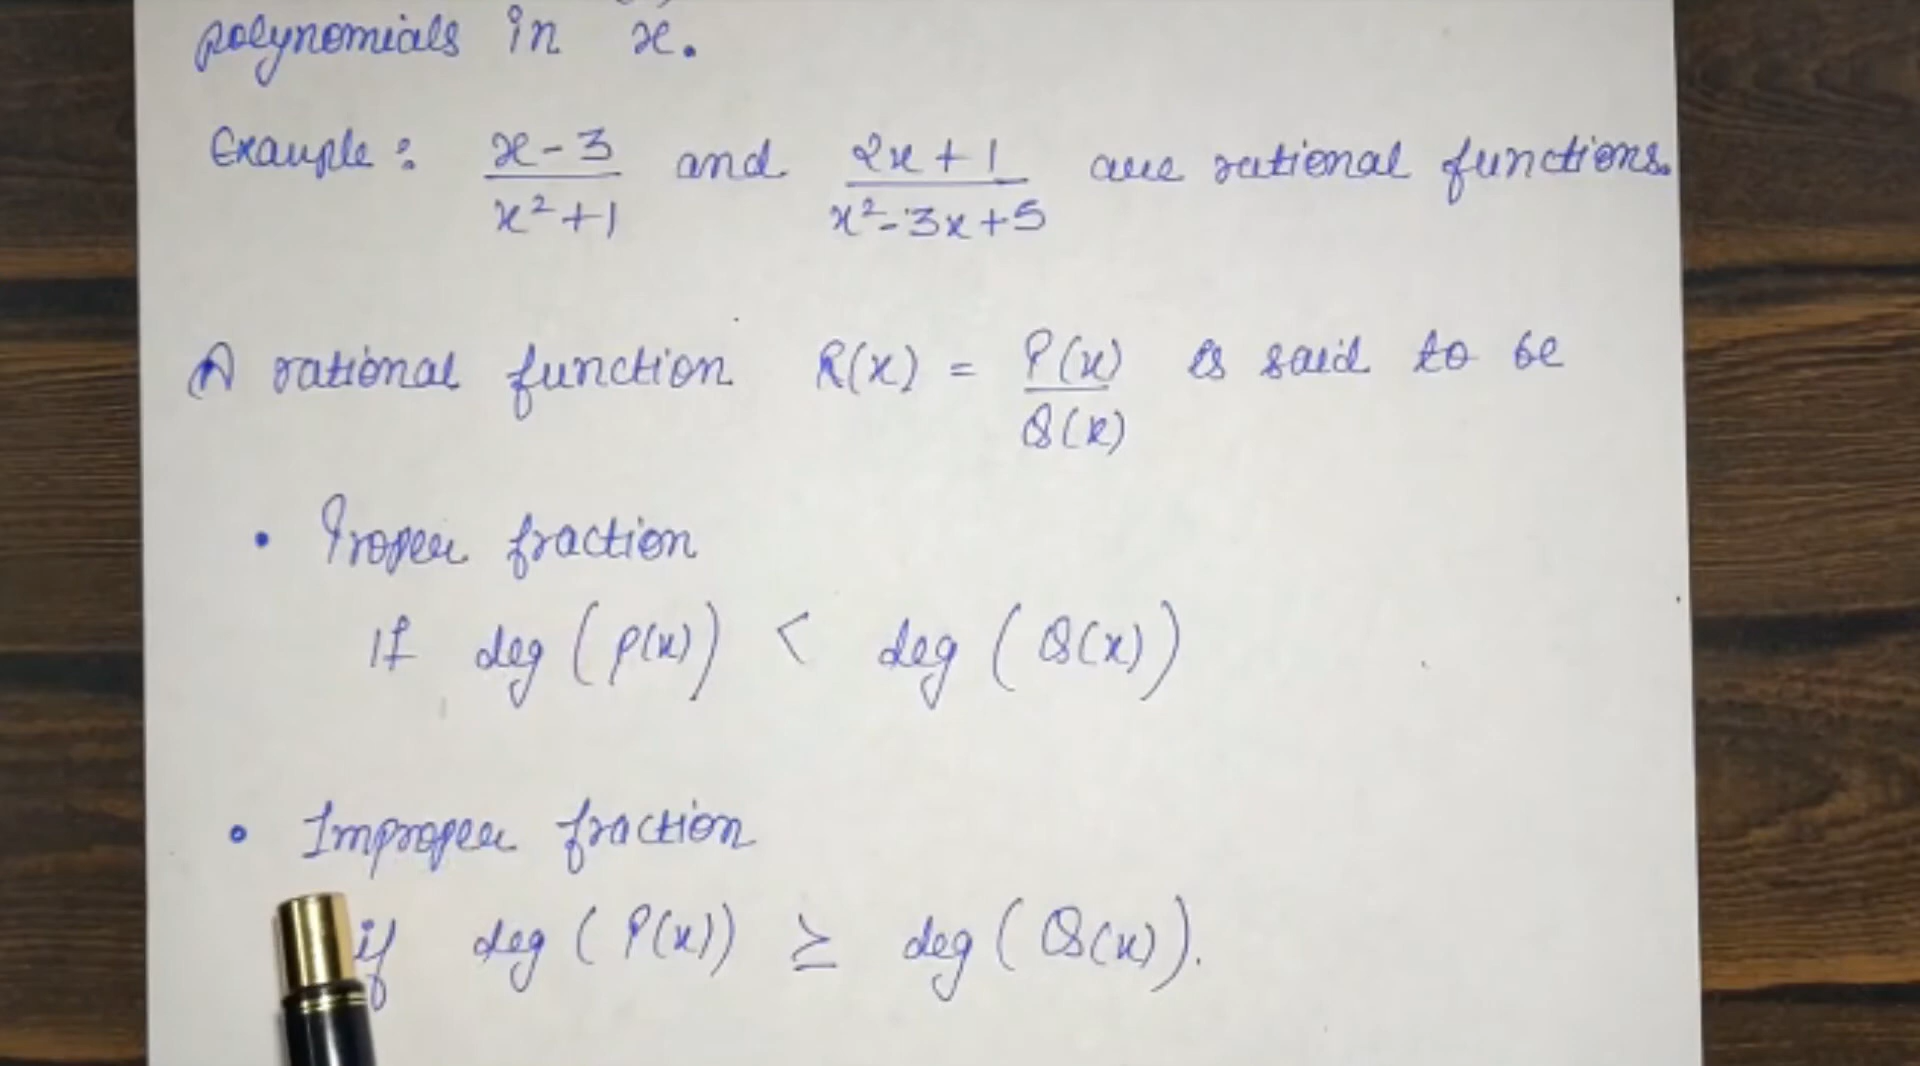 polynomials in x.
Example: x-3/x²+1 and 2x+1/x²-3x+5 are rational functions.
A rational function R(x) = P(x)/Q(x) is said to be
• Proper fraction
If deg (P(x)) < deg (Q(x))
• Improper fraction
if deg (P(x)) ≥ deg (Q(x)).